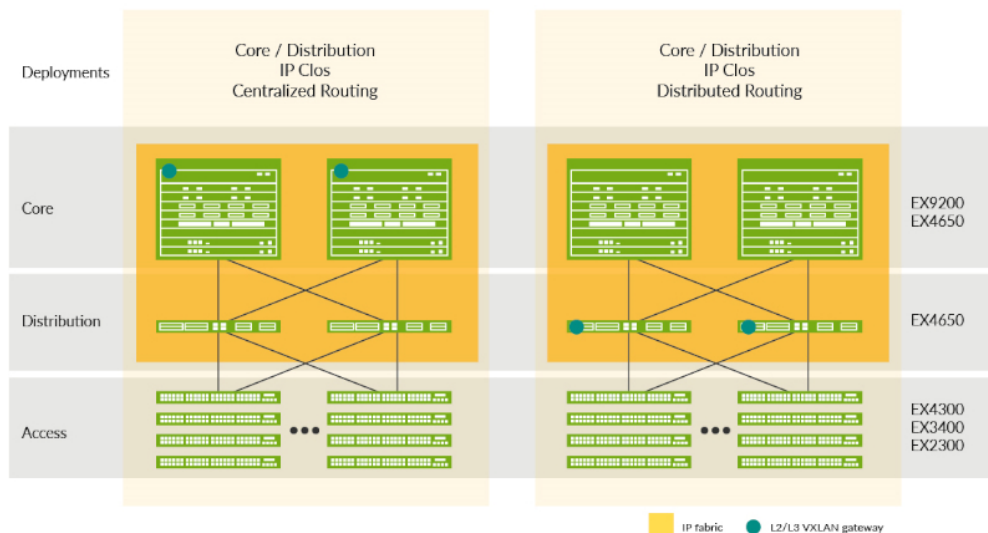 Deployments
Core / Distribution
IP Clos
Centralized Routing
Core / Distribution
IP Clos
Distributed Routing
Core
EX9200
EX4650
Distribution
EX4650
Access
EX4300
EX3400
EX2300
IP fabric
L2/L3 VXLAN gateway